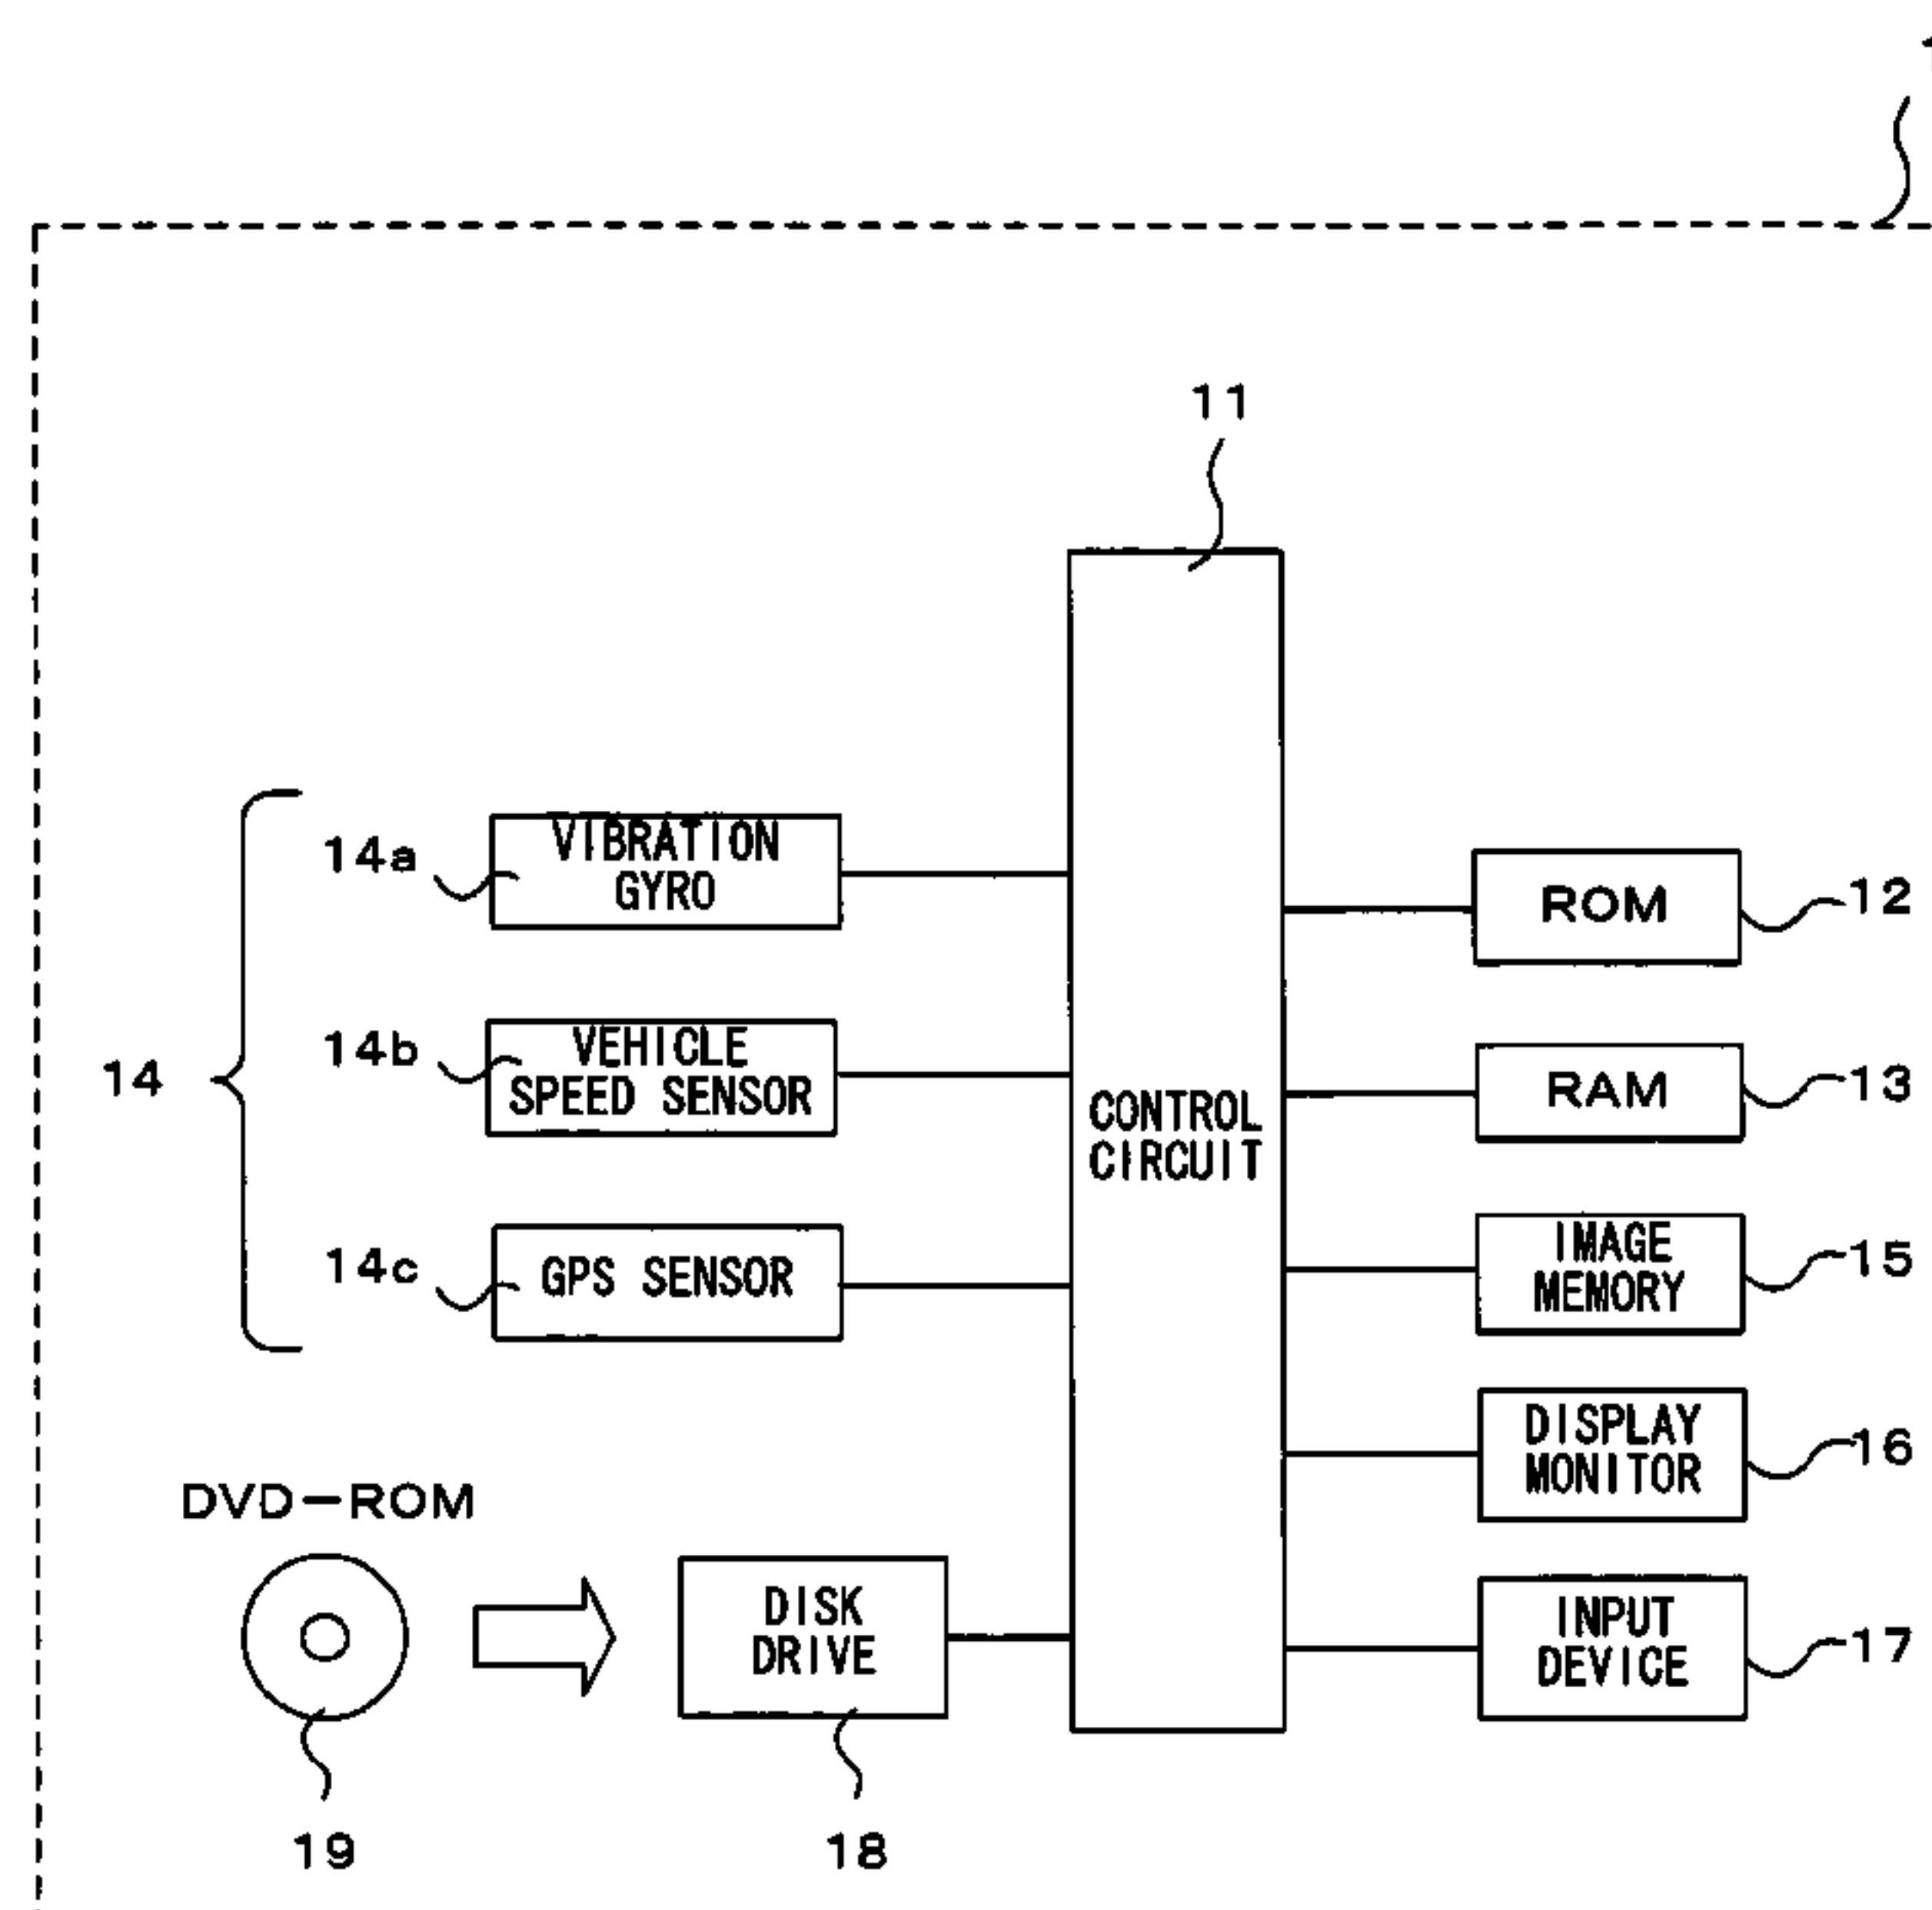 11
14a
VIBRATION
GYRO
ROM
12
14b
VEHICLE
SPEED SENSOR
14
RAM
13
CONTROL
CIRCUIT
14c
GPS SENSOR
IMAGE
MEMORY
15
DISPLAY
MONITOR
16
DVD-ROM
DISK
DRIVE
INPUT
DEVICE
17
19
18